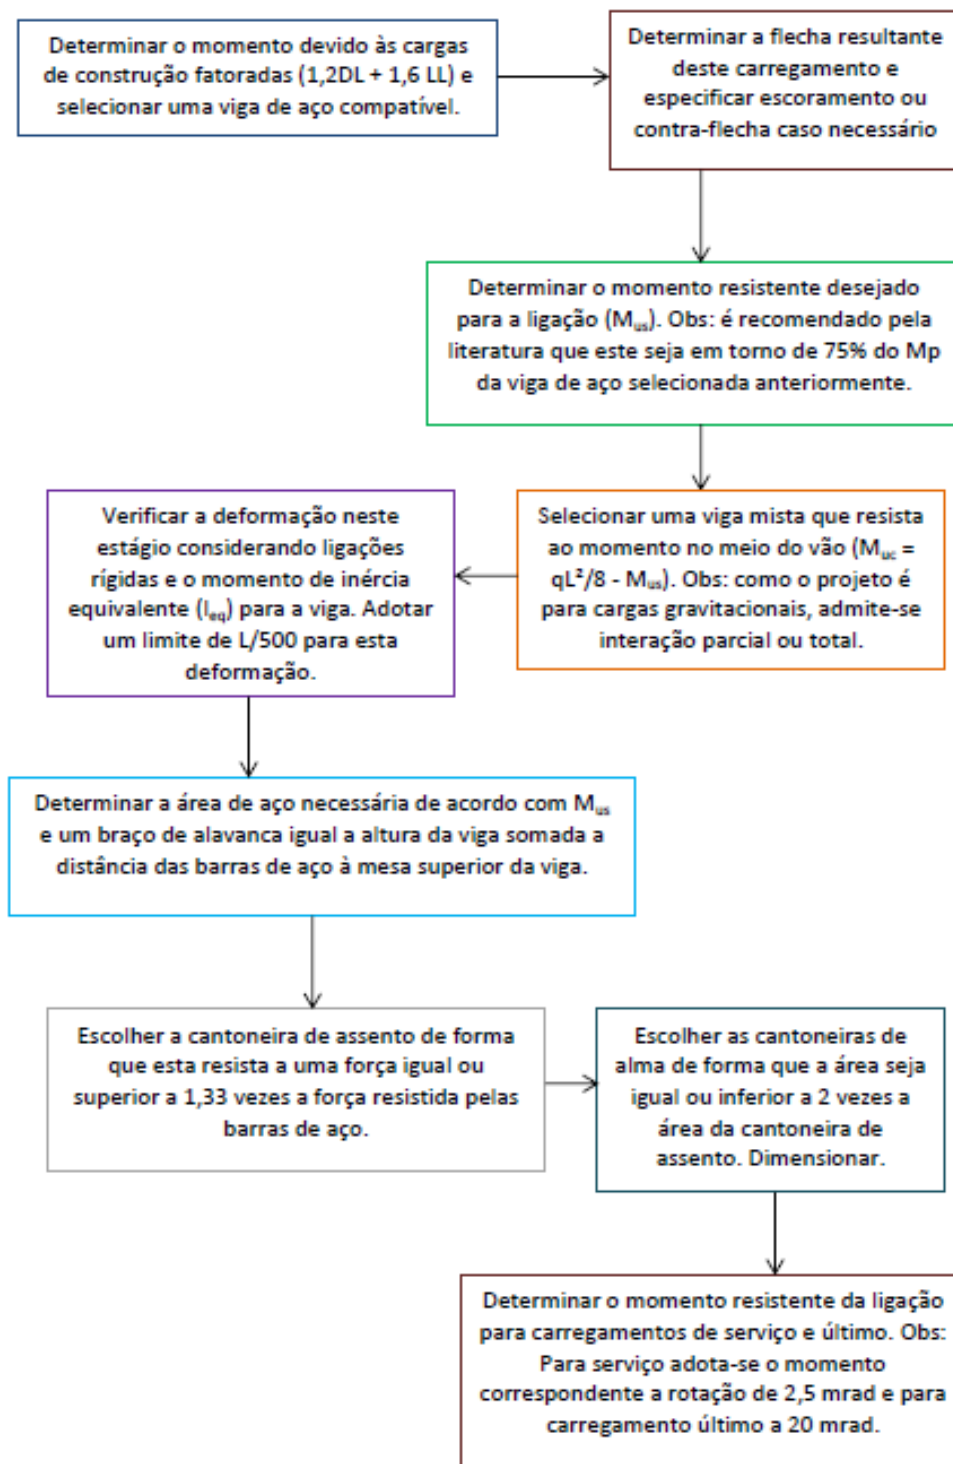 Determinar o momento devido às cargas
de construção fatoradas (1,2DL + 1,6 LL) e
selecionar uma viga de aço compatível.
Determinar a flecha resultante
deste carregamento e
especificar escoramento ou
contra-flecha caso necessário
Determinar o momento resistente desejado
para a ligação (Mᵤₛ). Obs: é recomendado pela
literatura que este seja em torno de 75% do Mp
da viga de aço selecionada anteriormente.
Selecionar uma viga mista que resista
ao momento no meio do vão (Muc =
qL²/8 - Mᵤₛ). Obs: como o projeto é
para cargas gravitacionais, admite-se
interação parcial ou total.
Verificar a deformação neste
estágio considerando ligações
rígidas e o momento de inércia
equivalente (Ieq) para a viga. Adotar
um limite de L/500 para esta
deformação.
Determinar a área de aço necessária de acordo com Mᵤₛ
e um braço de alavanca igual a altura da viga somada a
distância das barras de aço à mesa superior da viga.
Escolher a cantoneira de assento de forma
que esta resista a uma força igual ou
superior a 1,33 vezes a força resistida pelas
barras de aço.
Escolher as cantoneiras de
alma de forma que a área seja
igual ou inferior a 2 vezes a
área da cantoneira de
assento. Dimensionar.
Determinar o momento resistente da ligação
para carregamentos de serviço e último. Obs:
Para serviço adota-se o momento
correspondente a rotação de 2,5 mrad e para
carregamento último a 20 mrad.